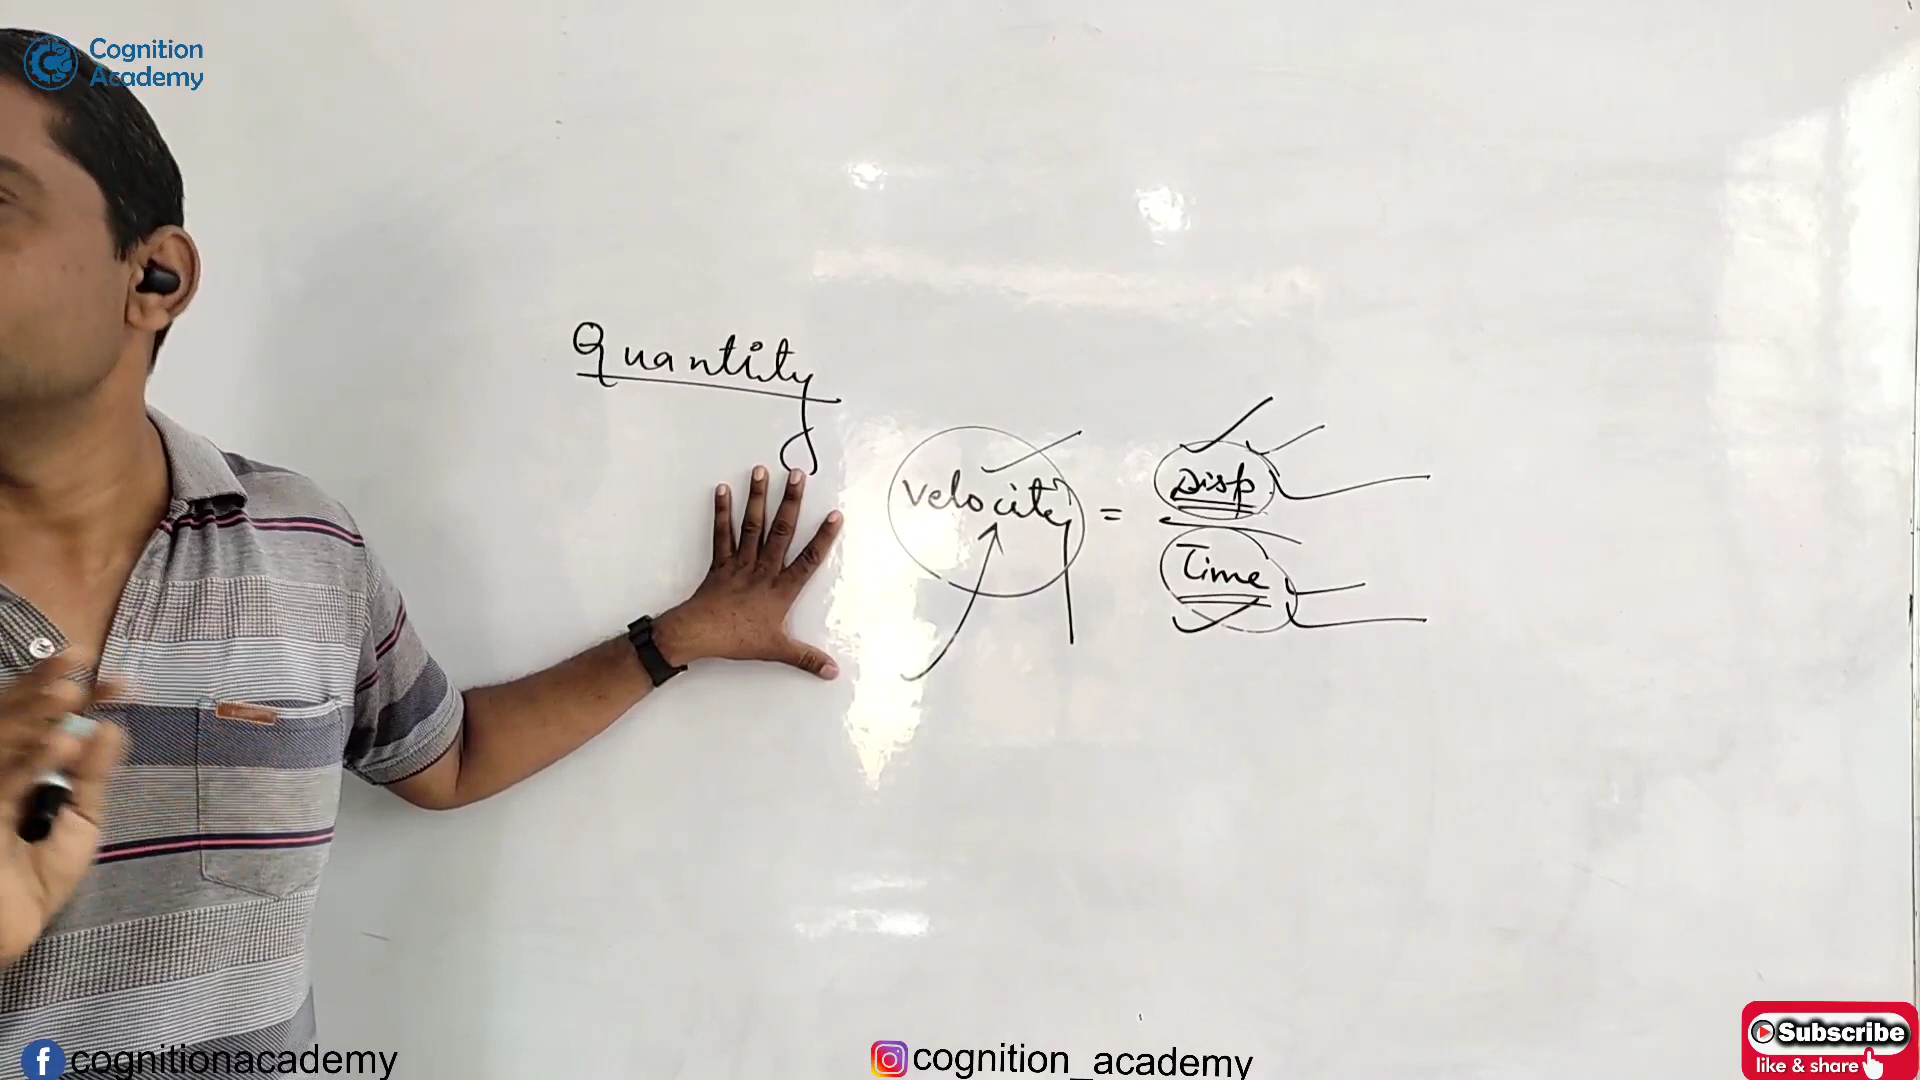 Cognition
Academy
Quantity
Velocity = Disp
Time
cognitionacademy
cognition_academy
Subscribe
like & share